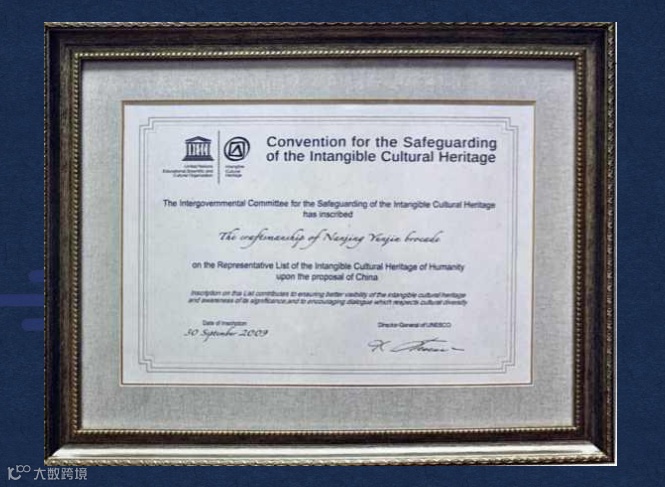 Convention for the Safeguarding
of the Intangible Cultural Heritage
United Nations
Educational, Scientific and
Cultural Organization
Intangible
Cultural
Heritage
The Intergovernmental Committee for the Safeguarding of the Intangible Cultural Heritage
has inscribed
The craftsmanship of Nanjing Yunjin brocade
on the Representative List of the Intangible Cultural Heritage of Humanity
upon the proposal of China
Inscription on this List contributes to ensuring better visibility of the intangible cultural heritage
and awareness of its significance,and to encouraging dialogue which respects cultural diversity
Date of inscription
30 September 2009
Director-General of UNESCO
大数跨境